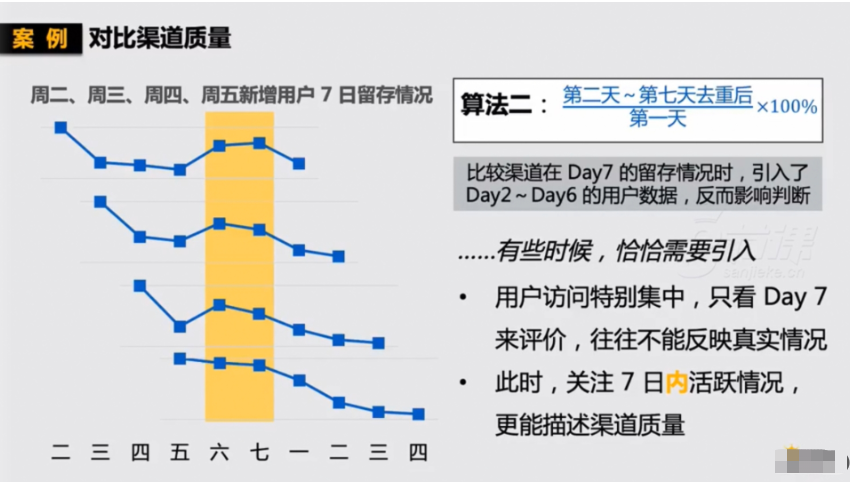 案 例 对比渠道质量
周二、周三、周四、周五新增用户 7 日留存情况
二 三 四 五 六 七 一 二 三 四
算法二： 第二天～第七天去重后 ×100%
第一天
比较渠道在 Day7 的留存情况时，引入了
Day2～Day6 的用户数据，反而影响判断
……有些时候，恰恰需要引入
• 用户访问特别集中，只看 Day 7
来评价，往往不能反映真实情况
• 此时，关注 7 日内活跃情况，
更能描述渠道质量
sanjieke.cn